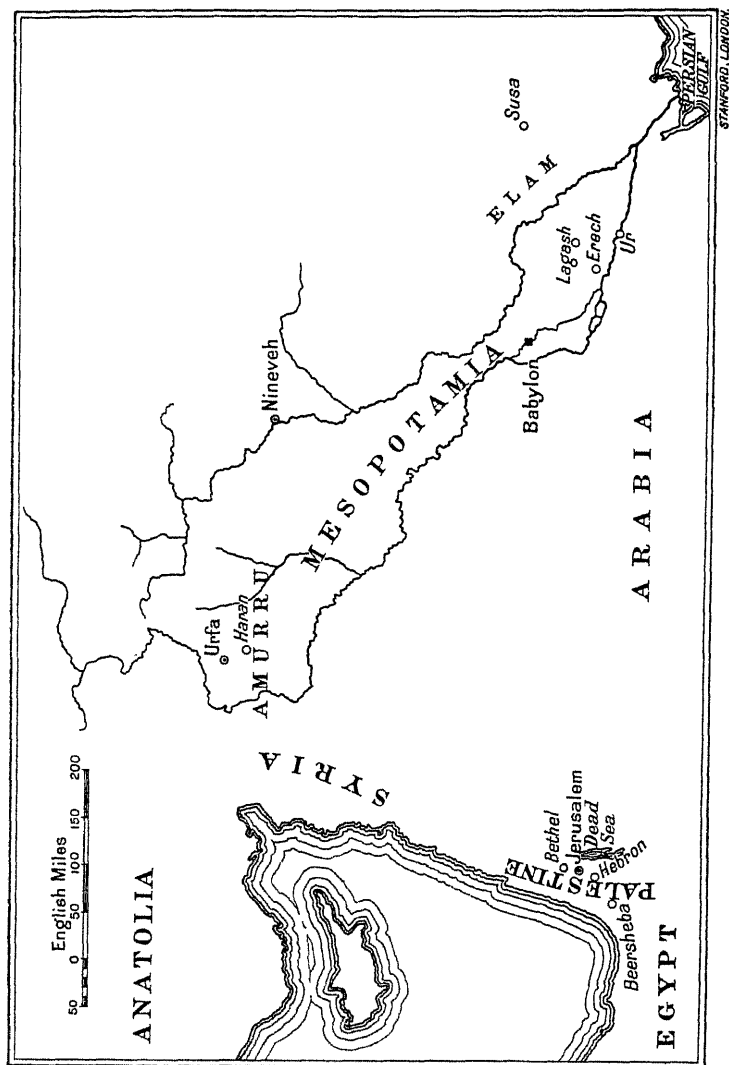 ANATOLIA
English Miles
50 0 50 100 150 200
SYRIA
AMURRU
Urfa
Haran
Nineveh
MESOPOTAMIA
Babylon
ELAM
Susa
Lagash
Erech
Ur
PERSIAN
GULF
ARABIA
PALESTINE
Bethel
Jerusalem
Dead
Sea
Hebron
Beersheba
EGYPT
STANFORD, LONDON.